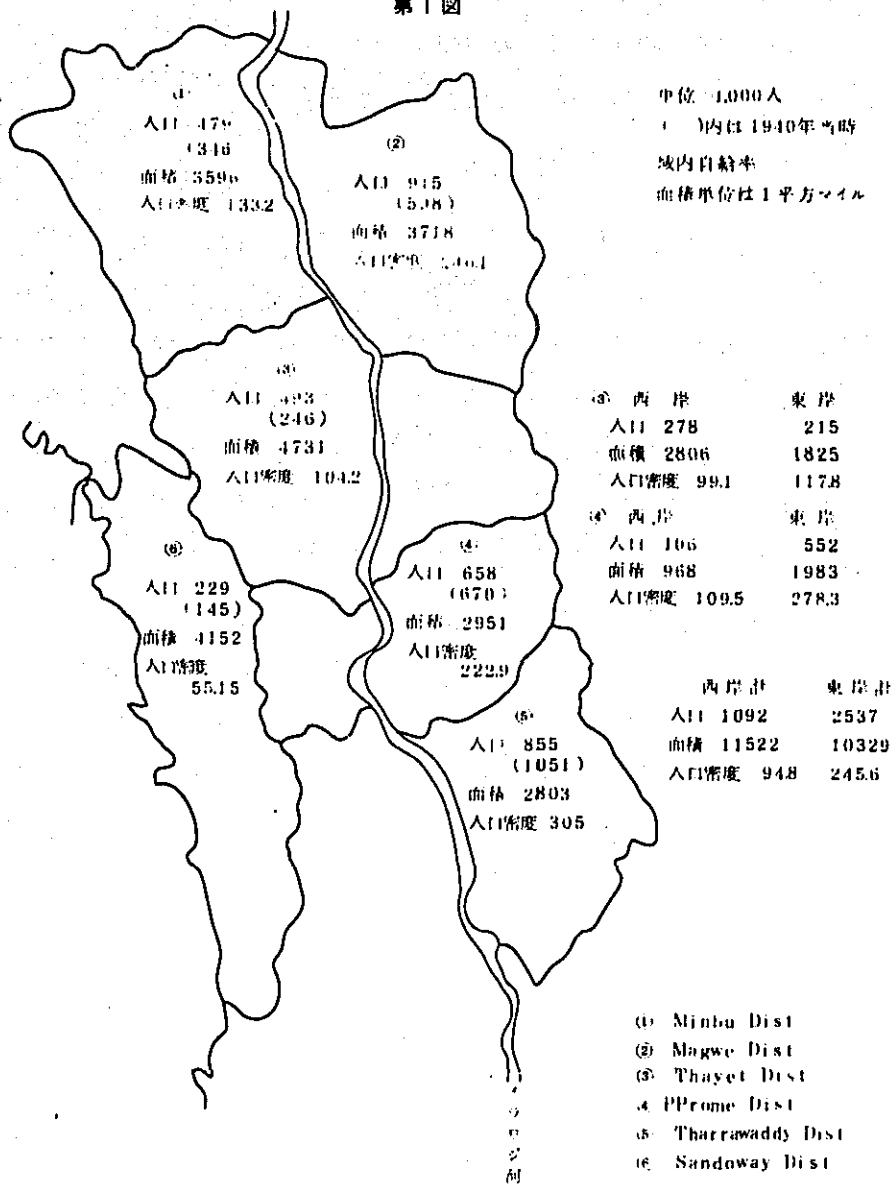 第1図
(1)
人口 479
(346
面積 3596
人口密度 133.2
(2)
人口 915
(508)
面積 3718
人口密度
単位 1,000人
( )内は1940年当時
域内自給率
面積単位は1平方マイル
(3)
人口 493
(246)
面積 4731
人口密度 104.2
(3) 西岸 東岸
人口 278 215
面積 2806 1825
人口密度 99.1 117.8
(4) 西岸 東岸
人口 106 552
面積 968 1983
人口密度 109.5 278.3
(4)
人口 658
(670)
面積 2951
人口密度
222.9
(6)
人口 229
(145)
面積 4152
人口密度
55.15
西岸計 東岸計
人口 1092 2537
面積 11522 10329
人口密度 94.8 245.6
(5)
人口 855
(1051)
面積 2803
人口密度 305
(1) Minbu Dist
(2) Magwe Dist
(3) Thayet Dist
(4 PProme Dist
(5) Tharrawaddy Dist
(6 Sandoway Dist
イラワジ河